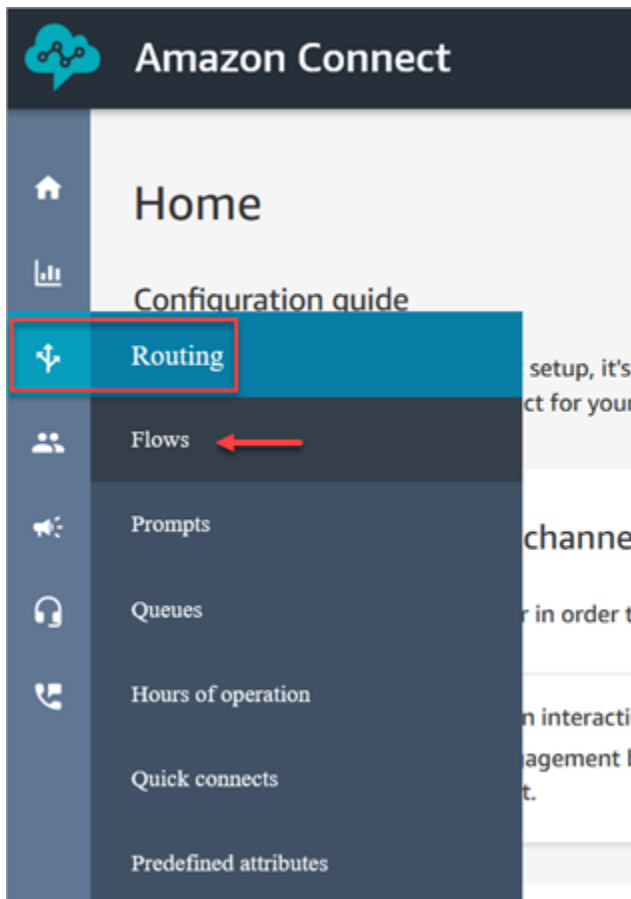 Amazon Connect
Home
Configuration guide
Routing
setup, it's
ct for your
Flows
Prompts
channe
Queues
r in order t
Hours of operation
n interacti
agement b
Quick connects
t.
Predefined attributes